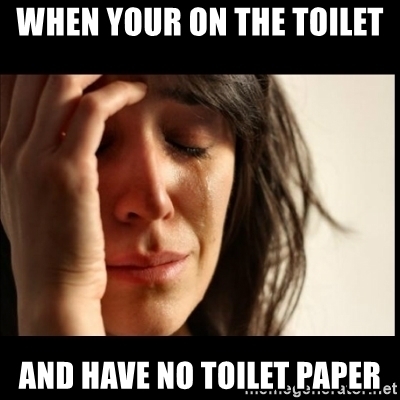 WHEN YOUR ON THE TOILET
AND HAVE NO TOILET PAPER
memegenerator.net